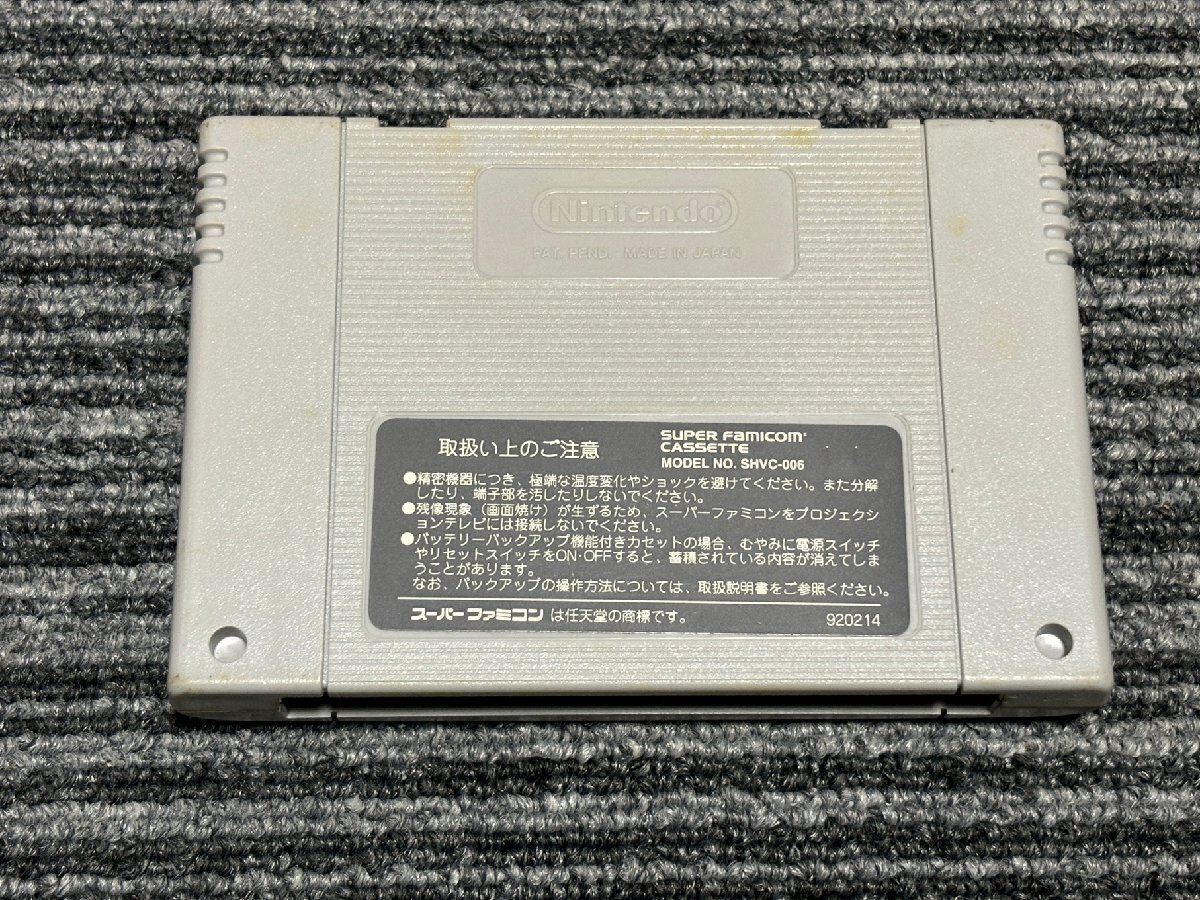 Nintendo®
PAT. PEND. MADE IN JAPAN
取扱い上のご注意
SUPER FAMICOM
CASSETTE
MODEL NO. SHVC-006
●精密機器につき、極端な温度変化やショックを避けてください。また分解
したり、端子部を汚したりしないでください。
●残像現象（画面焼け）が生ずるため、スーパーファミコンをプロジェクシ
ョンテレビには接続しないでください。
●バッテリーバックアップ機能付きカセットの場合、むやみに電源スイッチ
やリセットスイッチをON・OFFすると、蓄積されている内容が消えてしま
うことがあります。
なお、バックアップの操作方法については、取扱説明書をご参照ください。
スーパーファミコン は任天堂の商標です。
920214